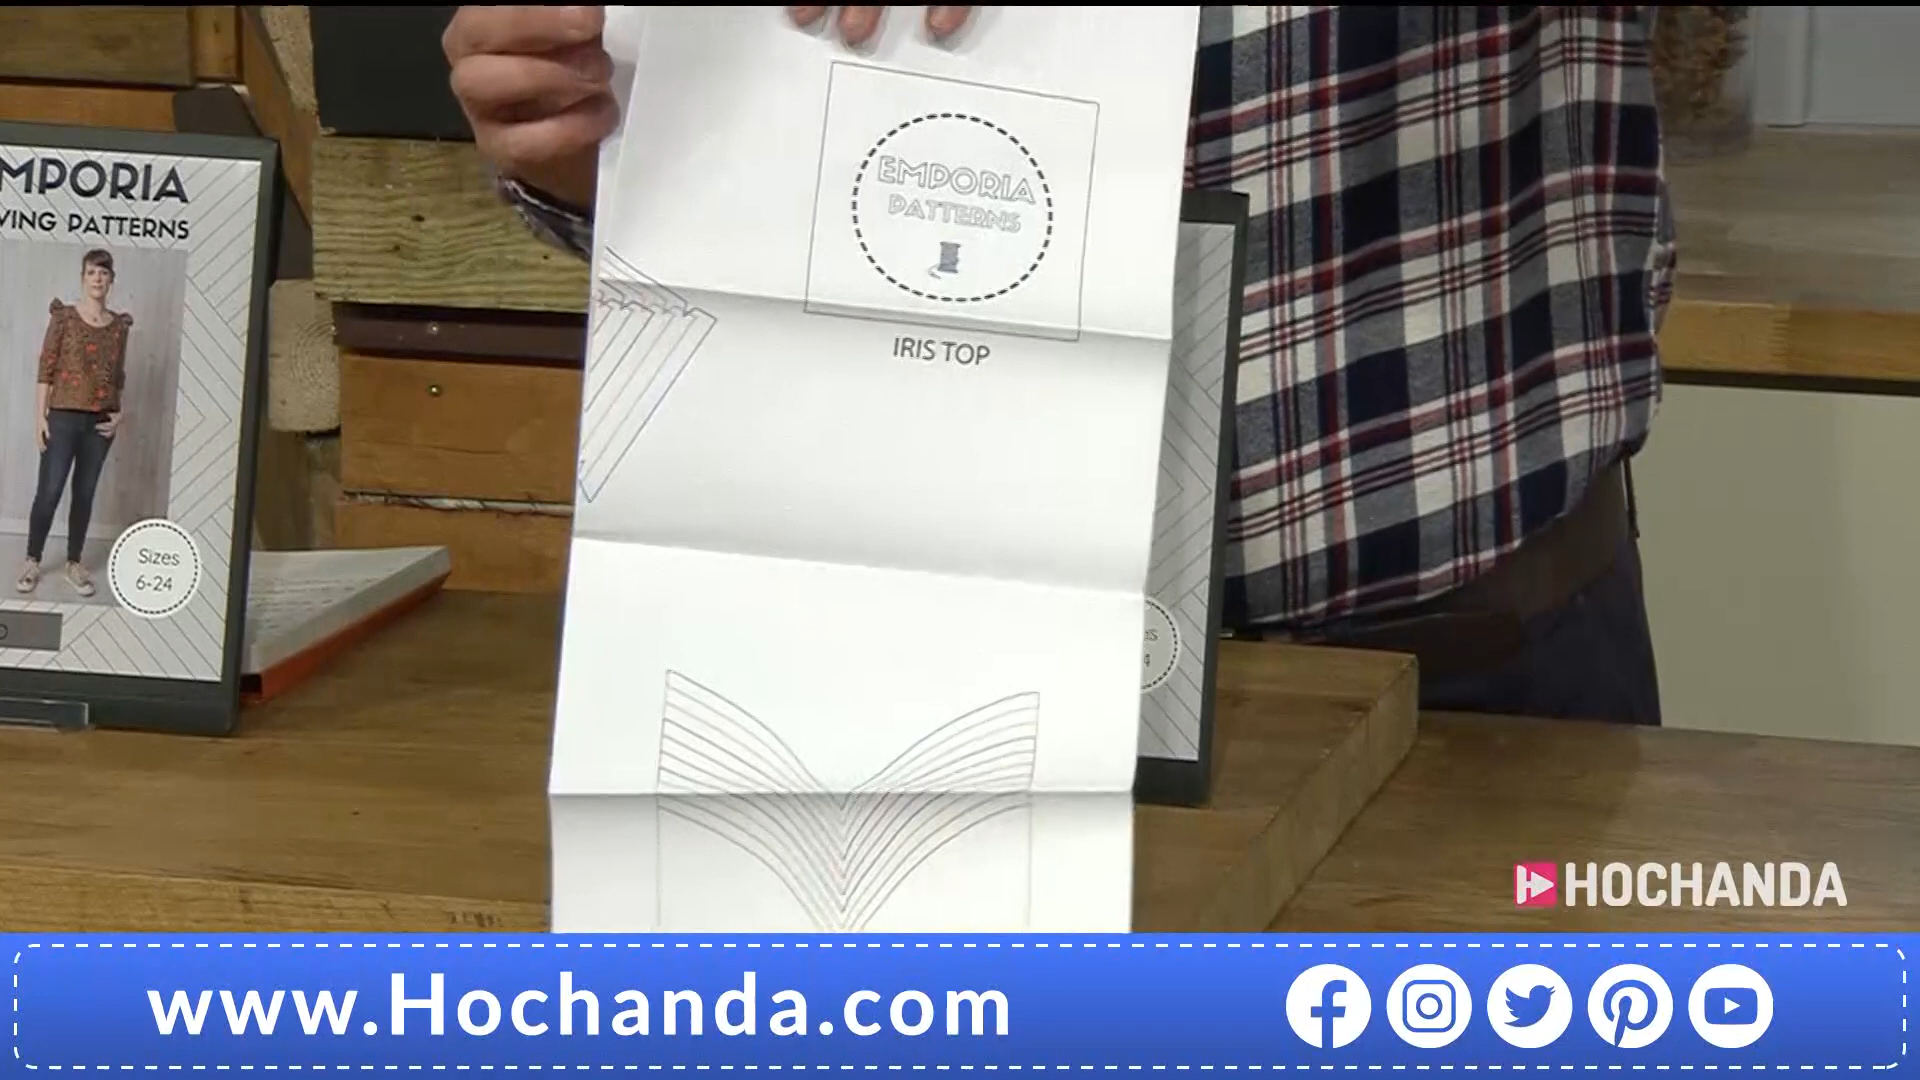 MPORIA
VING PATTERNS
Sizes
6-24
EMPORIA
PATTERNS
IRIS TOP
HOCHANDA
www.Hochanda.com